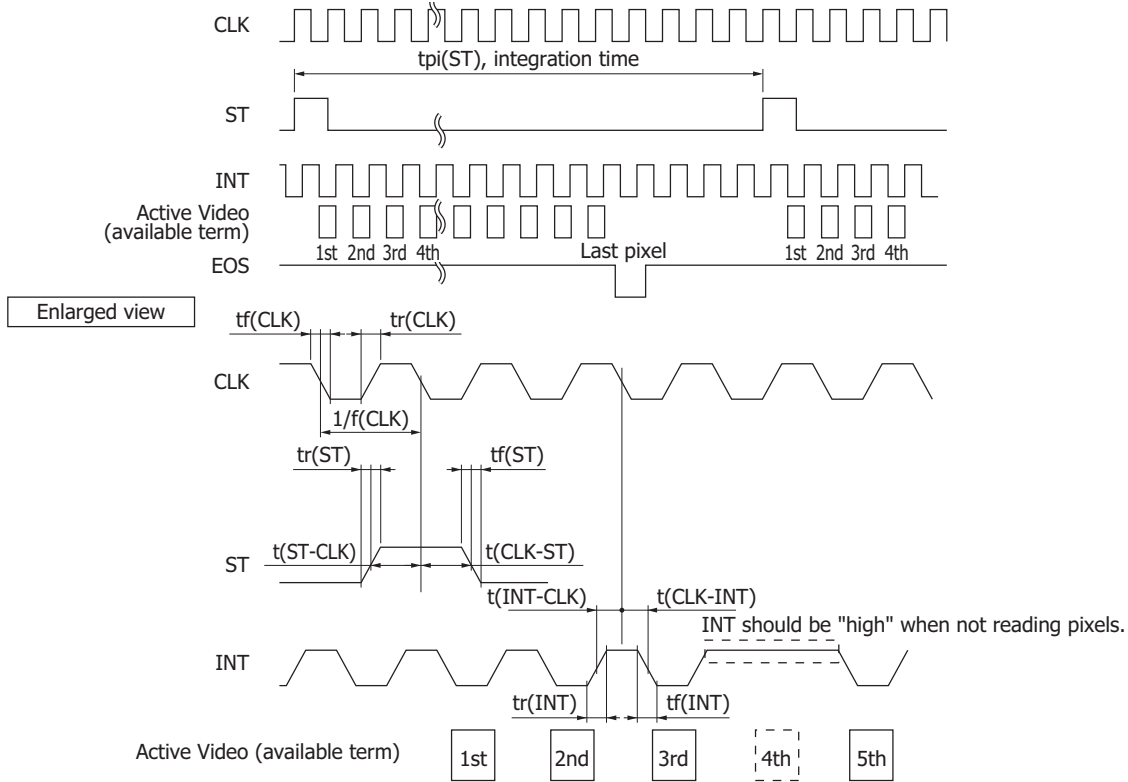 CLK
tpi(ST), integration time
ST
INT
Active Video
(available term)
1st 2nd 3rd 4th Last pixel 1st 2nd 3rd 4th
EOS
Enlarged view
tf(CLK) tr(CLK)
CLK
1/f(CLK)
tr(ST) tf(ST)
t(ST-CLK) t(CLK-ST)
ST
t(INT-CLK) t(CLK-INT)
INT should be "high" when not reading pixels.
INT
tr(INT) tf(INT)
Active Video (available term) 1st 2nd 3rd 4th 5th